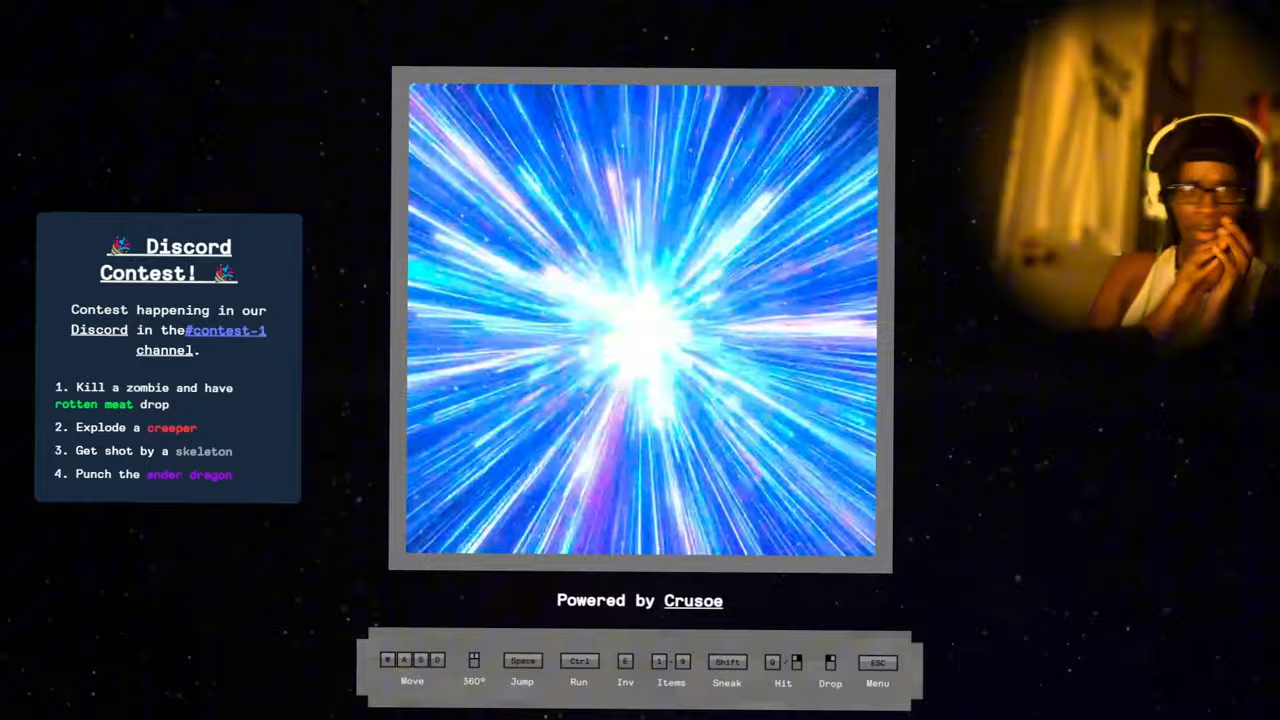 🎉 Discord
Contest! 🎉
Contest happening in our
Discord in the#contest-1
channel.
1. Kill a zombie and have
rotten meat drop
2. Explode a creeper
3. Get shot by a skeleton
4. Punch the ender dragon
Powered by Crusoe
W A S D Space Ctrl E 1 - 9 Shift Q / ESC
Move 360° Jump Run Inv Items Sneak Hit Drop Menu